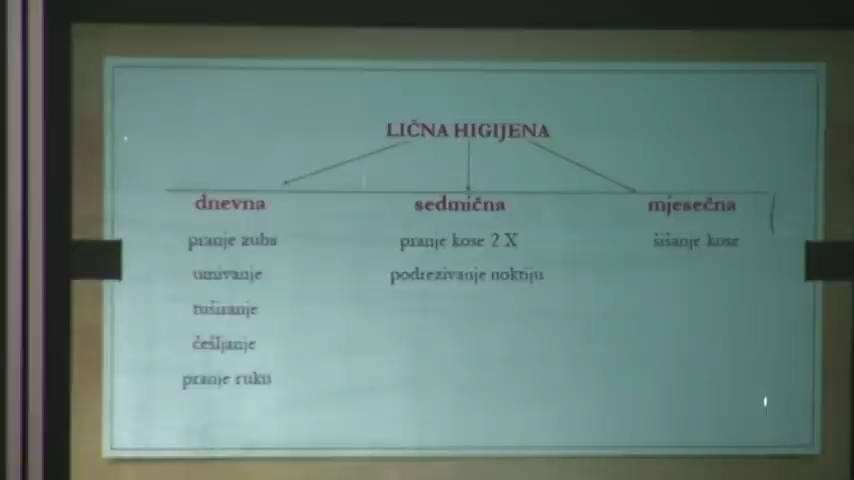 LIČNA HIGIJENA
dnevna sedmična mjesečna
pranje zuba pranje kose 2 X šišanje kose
umivanje podrezivanje noktiju
tuširanje
češljanje
pranje ruku